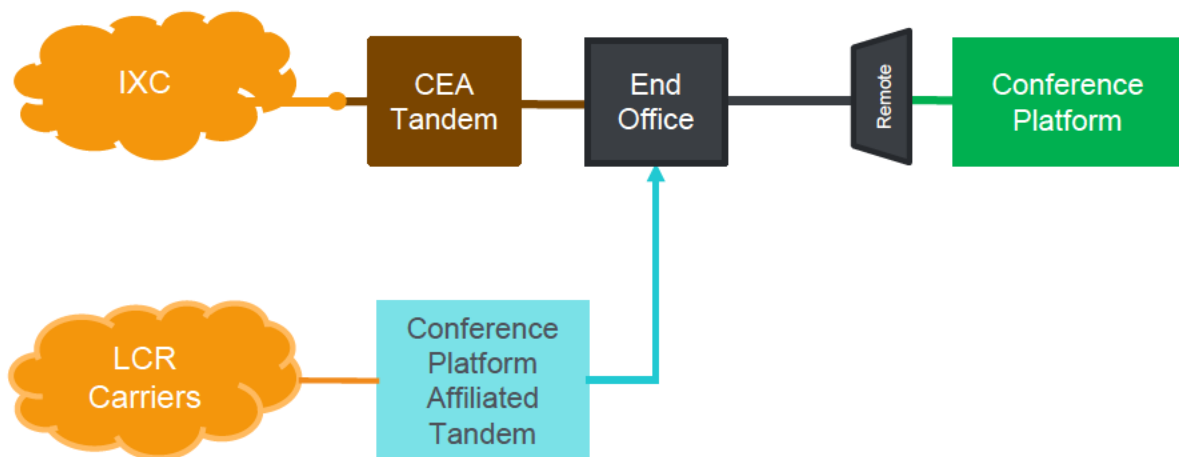 IXC
CEA
Tandem
End
Office
Remote
Conference
Platform
LCR
Carriers
Conference
Platform
Affiliated
Tandem